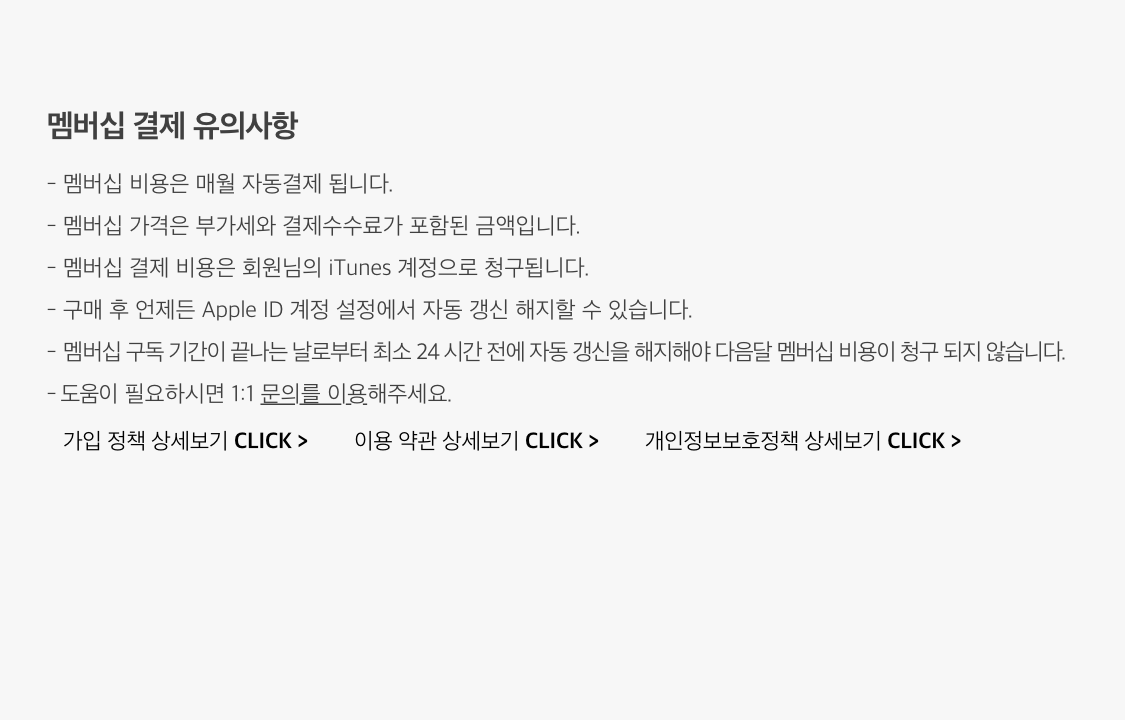 멤버십 결제 유의사항
- 멤버십 비용은 매월 자동결제 됩니다.
- 멤버십 가격은 부가세와 결제수수료가 포함된 금액입니다.
- 멤버십 결제 비용은 회원님의 iTunes 계정으로 청구됩니다.
- 구매 후 언제든 Apple ID 계정 설정에서 자동 갱신 해지할 수 있습니다.
- 멤버십 구독 기간이 끝나는 날로부터 최소 24 시간 전에 자동 갱신을 해지해야 다음달 멤버십 비용이 청구 되지 않습니다.
- 도움이 필요하시면 1:1 문의를 이용해주세요.
가입 정책 상세보기 CLICK > 이용 약관 상세보기 CLICK > 개인정보보호정책 상세보기 CLICK >